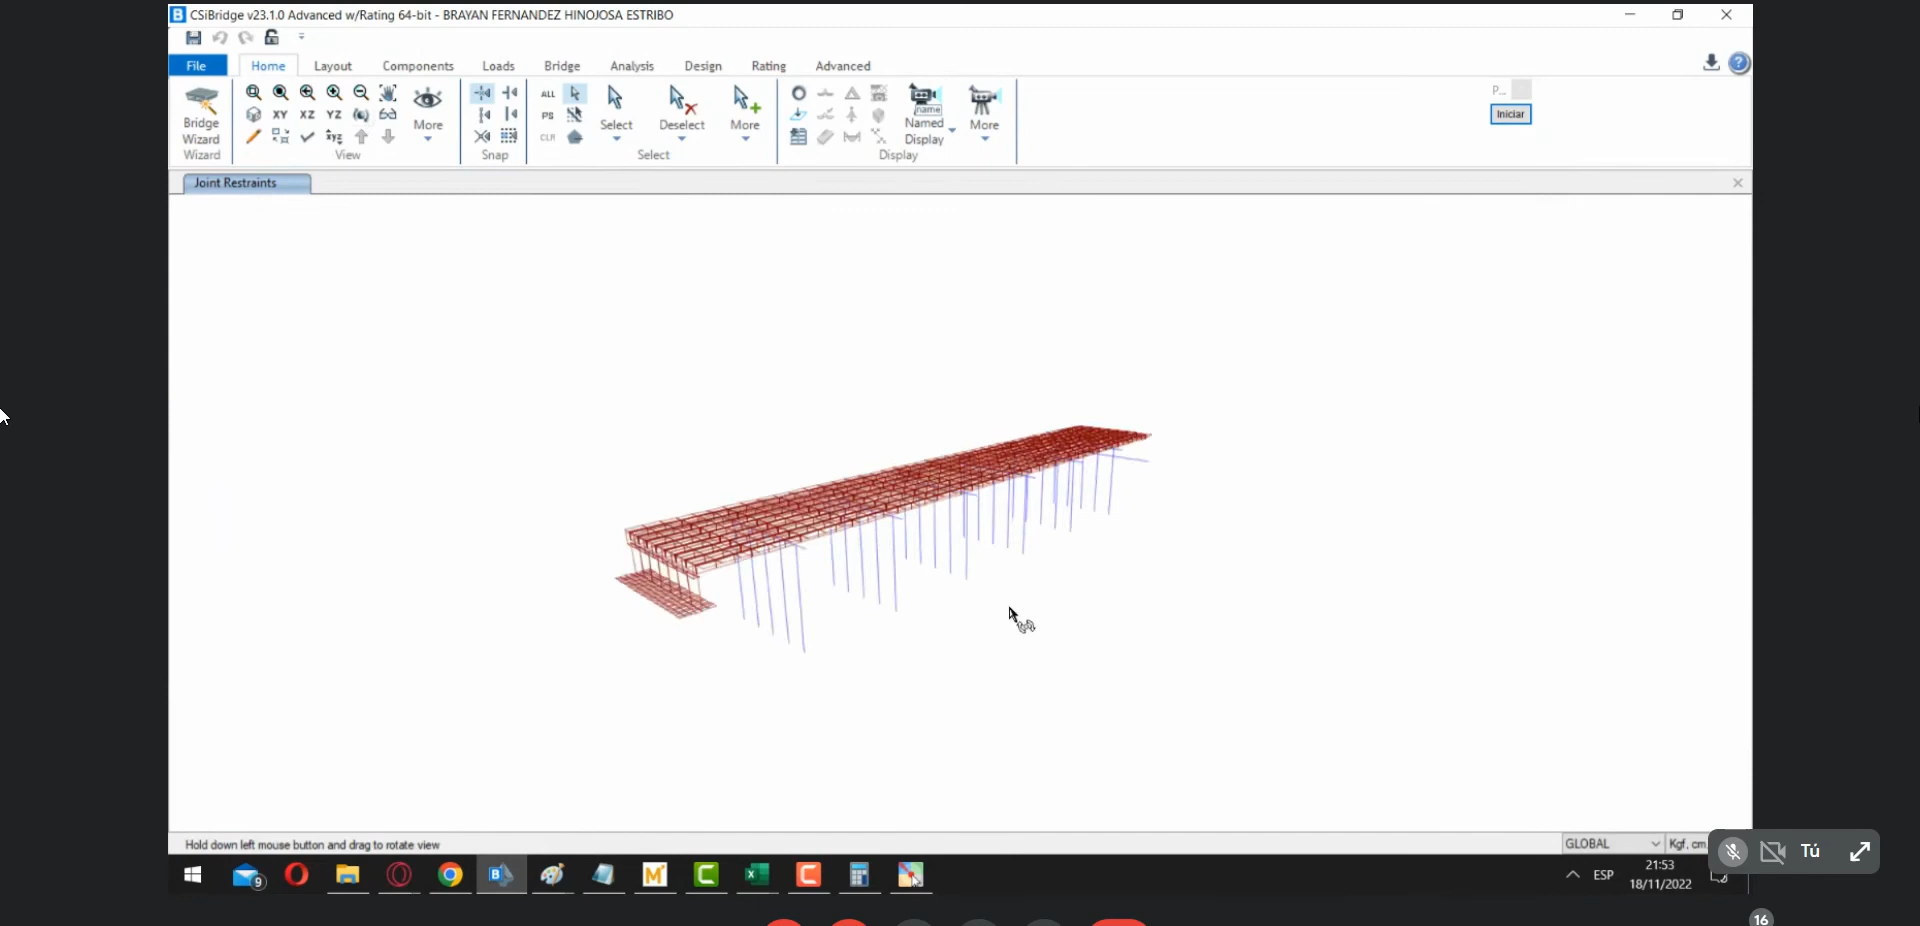 CSiBridge v23.1.0 Advanced w/Rating 64-bit - BRAYAN FERNANDEZ HINOJOSA ESTRIBO
File Home Layout Components Loads Bridge Analysis Design Rating Advanced
Bridge Wizard
Wizard
XY XZ YZ
xyz
More
View
Snap
ALL
PS
CLR
Select
Deselect
More
Select
name
Named Display
More
Display
P...
Iniciar
Joint Restraints
Hold down left mouse button and drag to rotate view
GLOBAL
Kgf, cm,
Tú
9
ESP
21:53
18/11/2022
16